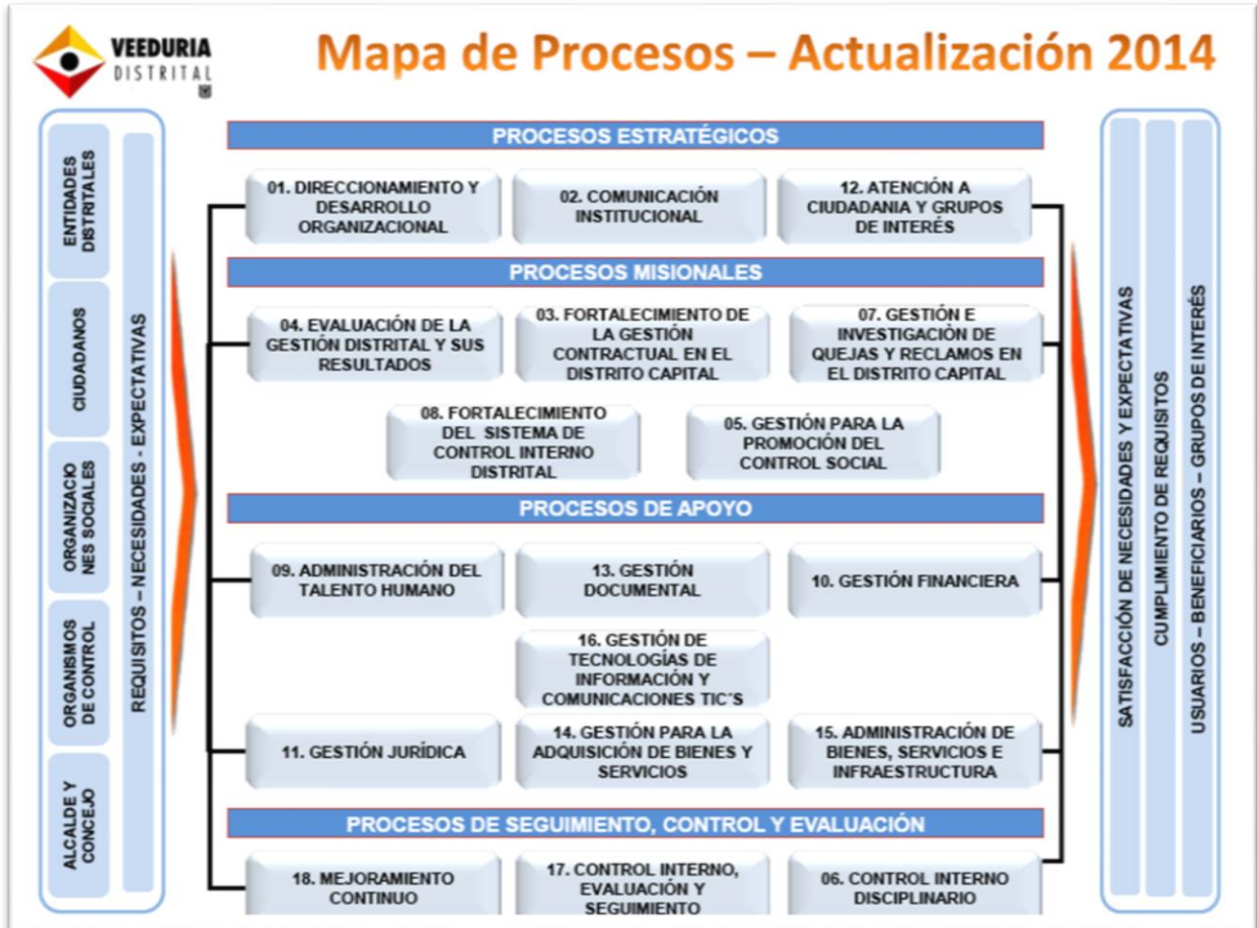 VEEDURIA
DISTRITAL
Mapa de Procesos – Actualización 2014
ENTIDADES
DISTRITALES
CIUDADANOS
ORGANIZACIO
NES SOCIALES
ORGANISMOS
DE CONTROL
ALCALDE Y
CONCEJO
REQUISITOS – NECESIDADES - EXPECTATIVAS
PROCESOS ESTRATÉGICOS
01. DIRECCIONAMIENTO Y
DESARROLLO
ORGANIZACIONAL
02. COMUNICACIÓN
INSTITUCIONAL
12. ATENCIÓN A
CIUDADANIA Y GRUPOS
DE INTERÉS
PROCESOS MISIONALES
04. EVALUACIÓN DE LA
GESTIÓN DISTRITAL Y SUS
RESULTADOS
03. FORTALECIMIENTO DE
LA GESTIÓN
CONTRACTUAL EN EL
DISTRITO CAPITAL
07. GESTIÓN E
INVESTIGACIÒN DE
QUEJAS Y RECLAMOS EN
EL DISTRITO CAPITAL
08. FORTALECIMIENTO
DEL SISTEMA DE
CONTROL INTERNO
DISTRITAL
05. GESTIÓN PARA LA
PROMOCIÓN DEL
CONTROL SOCIAL
PROCESOS DE APOYO
09. ADMINISTRACIÓN DEL
TALENTO HUMANO
13. GESTIÓN
DOCUMENTAL
10. GESTIÓN FINANCIERA
16. GESTIÓN DE
TECNOLOGÍAS DE
INFORMACIÓN Y
COMUNICACIONES TIC´S
11. GESTIÓN JURÍDICA
14. GESTIÓN PARA LA
ADQUISICIÓN DE BIENES Y
SERVICIOS
15. ADMINISTRACIÓN DE
BIENES, SERVICIOS E
INFRAESTRUCTURA
PROCESOS DE SEGUIMIENTO, CONTROL Y EVALUACIÓN
18. MEJORAMIENTO
CONTINUO
17. CONTROL INTERNO,
EVALUACIÓN Y
SEGUIMIENTO
06. CONTROL INTERNO
DISCIPLINARIO
SATISFACCIÓN DE NECESIDADES Y EXPECTATIVAS
CUMPLIMIENTO DE REQUISITOS
USUARIOS – BENEFICIARIOS – GRUPOS DE INTERÉS